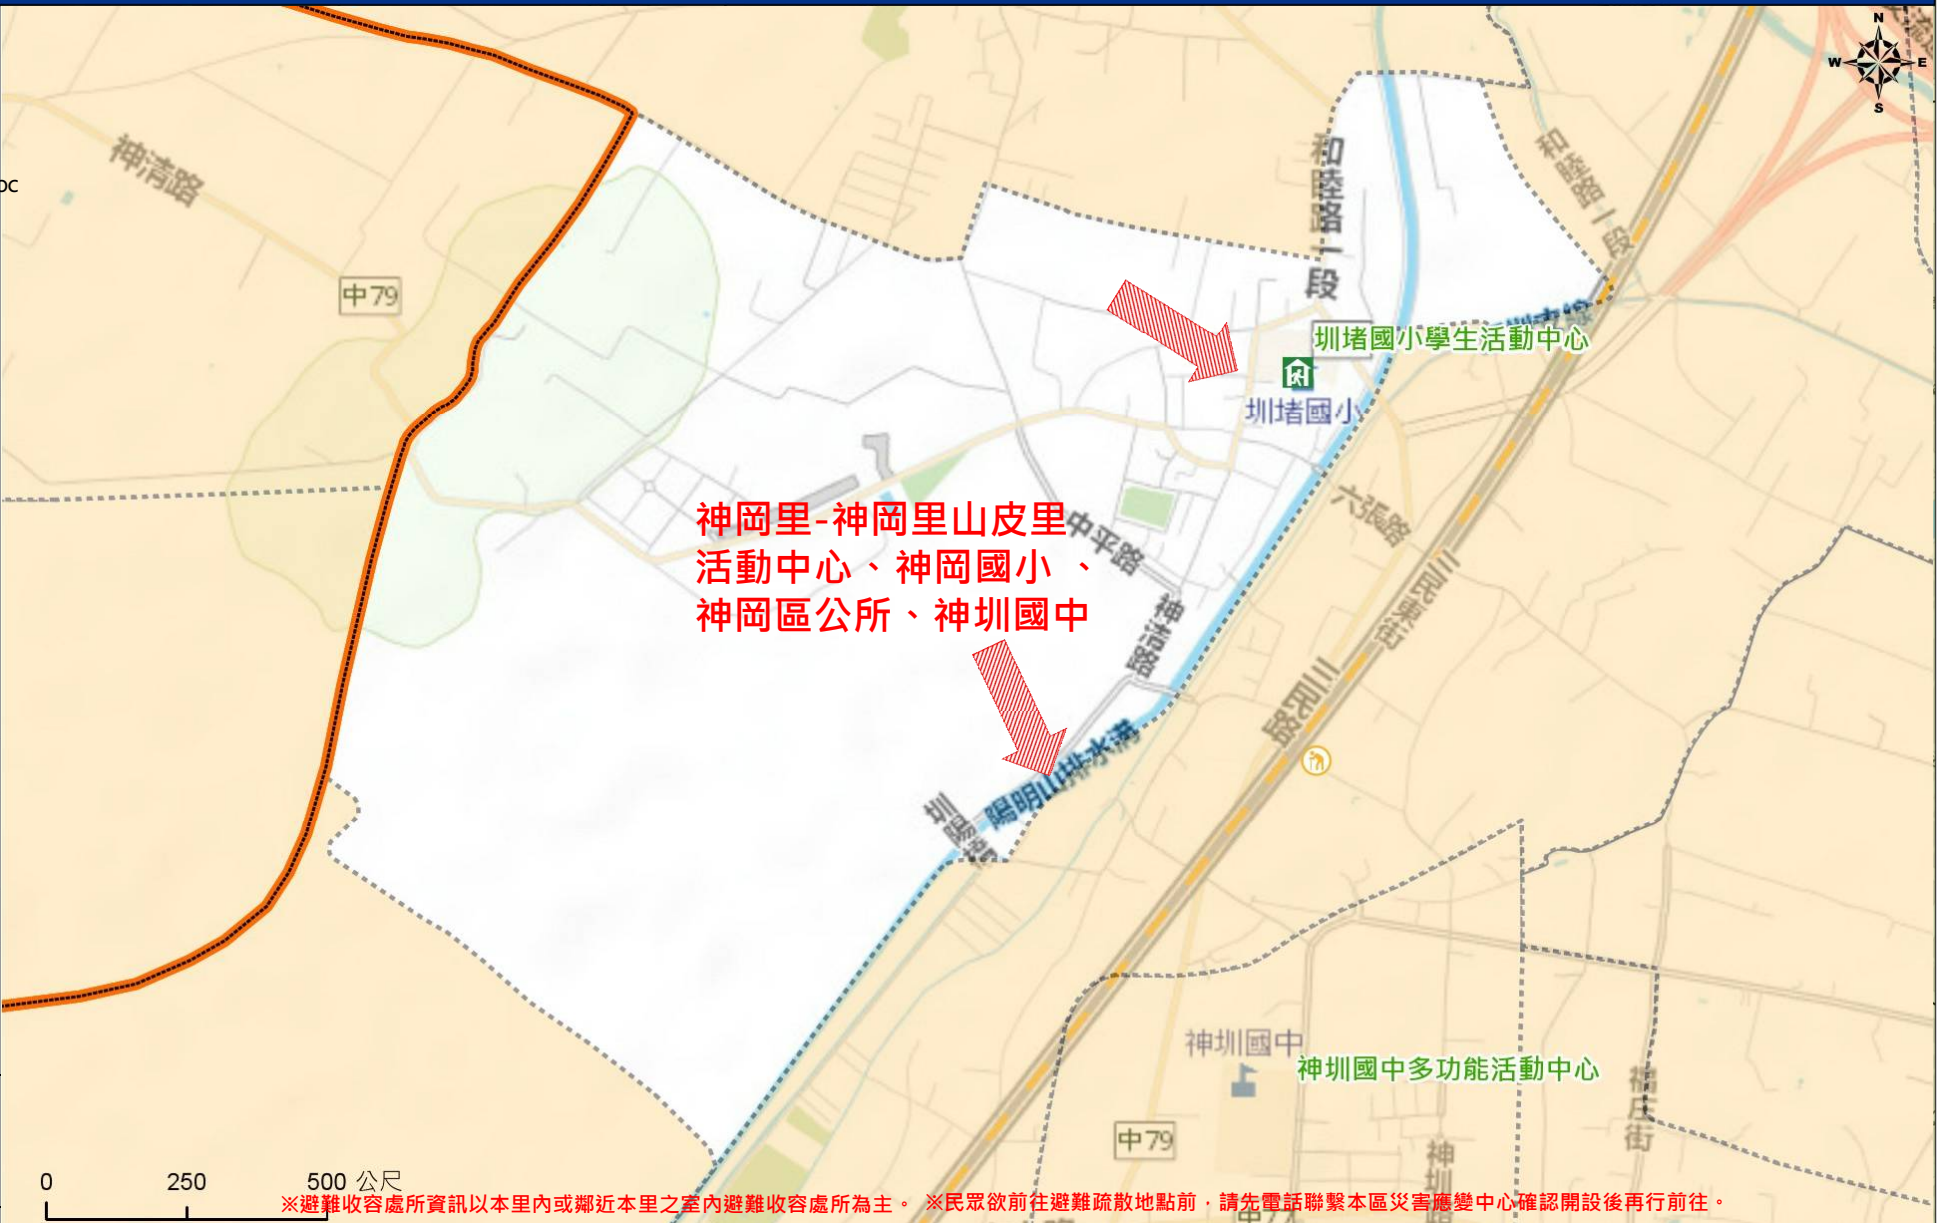 N
W
E
S
神清路
中79
和睦路一段
和睦路一段
圳堵國小學生活動中心
圳堵國小
六張路
三民東街
三民路
神岡里-神岡里山皮里
活動中心、神岡國小 、
神岡區公所、神圳國中
中平路
神清路
陽明山排水溝
圳陽橋
神圳國中
神圳國中多功能活動中心
中79
福庄街
0 250 500 公尺
※避難收容處所資訊以本里內或鄰近本里之室內避難收容處所為主。 ※民眾欲前往避難疏散地點前，請先電話聯繫本區災害應變中心確認開設後再行前往。